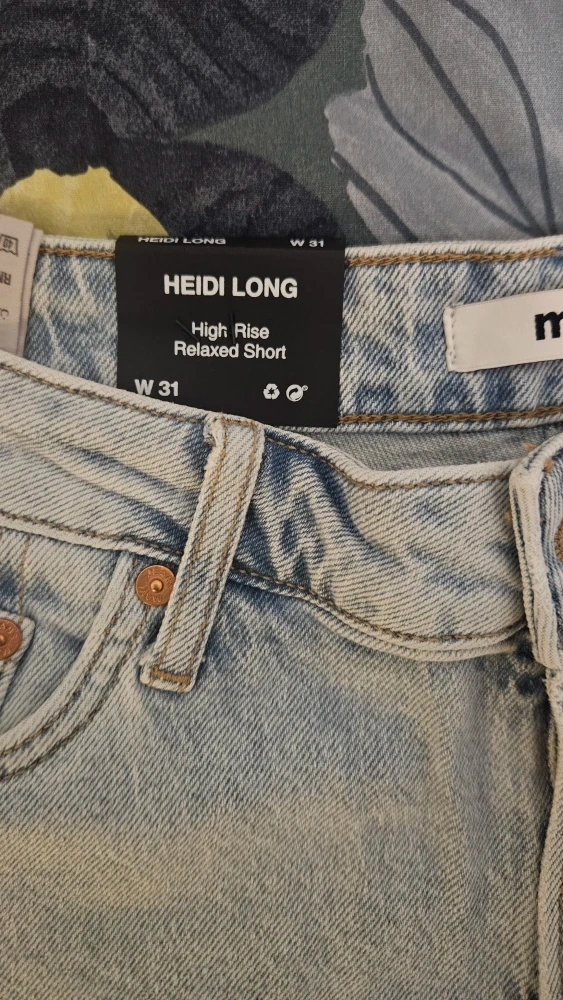 HEIDI LONG W 31
HEIDI LONG
High Rise
Relaxed Short
W 31
m